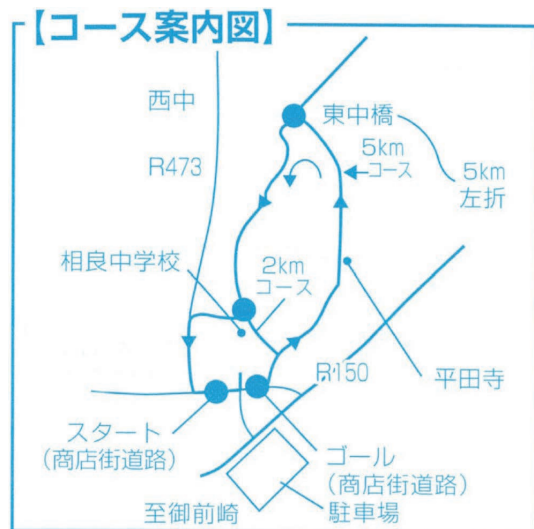 【コース案内図】
西中
東中橋
5km
コース
5km
左折
R473
相良中学校
2km
コース
R150
平田寺
スタート
(商店街道路)
ゴール
(商店街道路)
至御前崎
駐車場